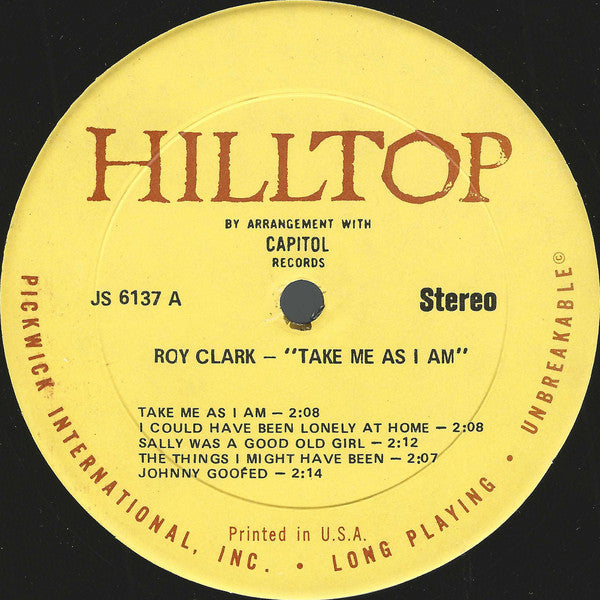 HILLTOP
BY ARRANGEMENT WITH
CAPITOL
RECORDS
JS 6137 A
Stereo
ROY CLARK — "TAKE ME AS I AM"
TAKE ME AS I AM — 2:08
I COULD HAVE BEEN LONELY AT HOME — 2:08
SALLY WAS A GOOD OLD GIRL — 2:12
THE THINGS I MIGHT HAVE BEEN — 2:07
JOHNNY GOOFED — 2:14
Printed in U.S.A.
PICKWICK INTERNATIONAL, INC. • LONG PLAYING • UNBREAKABLE©